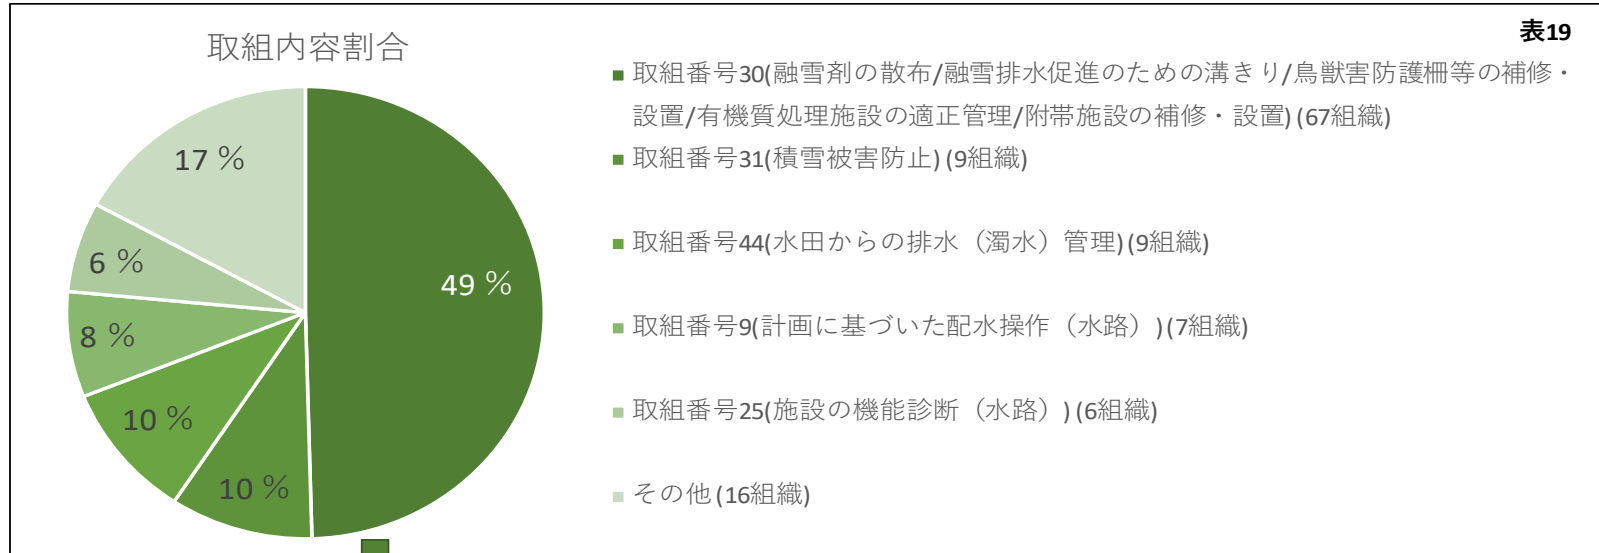 表19
取組内容割合
取組番号30(融雪剤の散布/融雪排水促進のための溝きり/鳥獣害防護柵等の補修・
設置/有機質処理施設の適正管理/附帯施設の補修・設置) (67組織)
取組番号31(積雪被害防止) (9組織)
取組番号44(水田からの排水（濁水）管理) (9組織)
取組番号9(計画に基づいた配水操作（水路）) (7組織)
取組番号25(施設の機能診断（水路）) (6組織)
その他 (16組織)
17 %
6 %
49 %
8 %
10 %
10 %